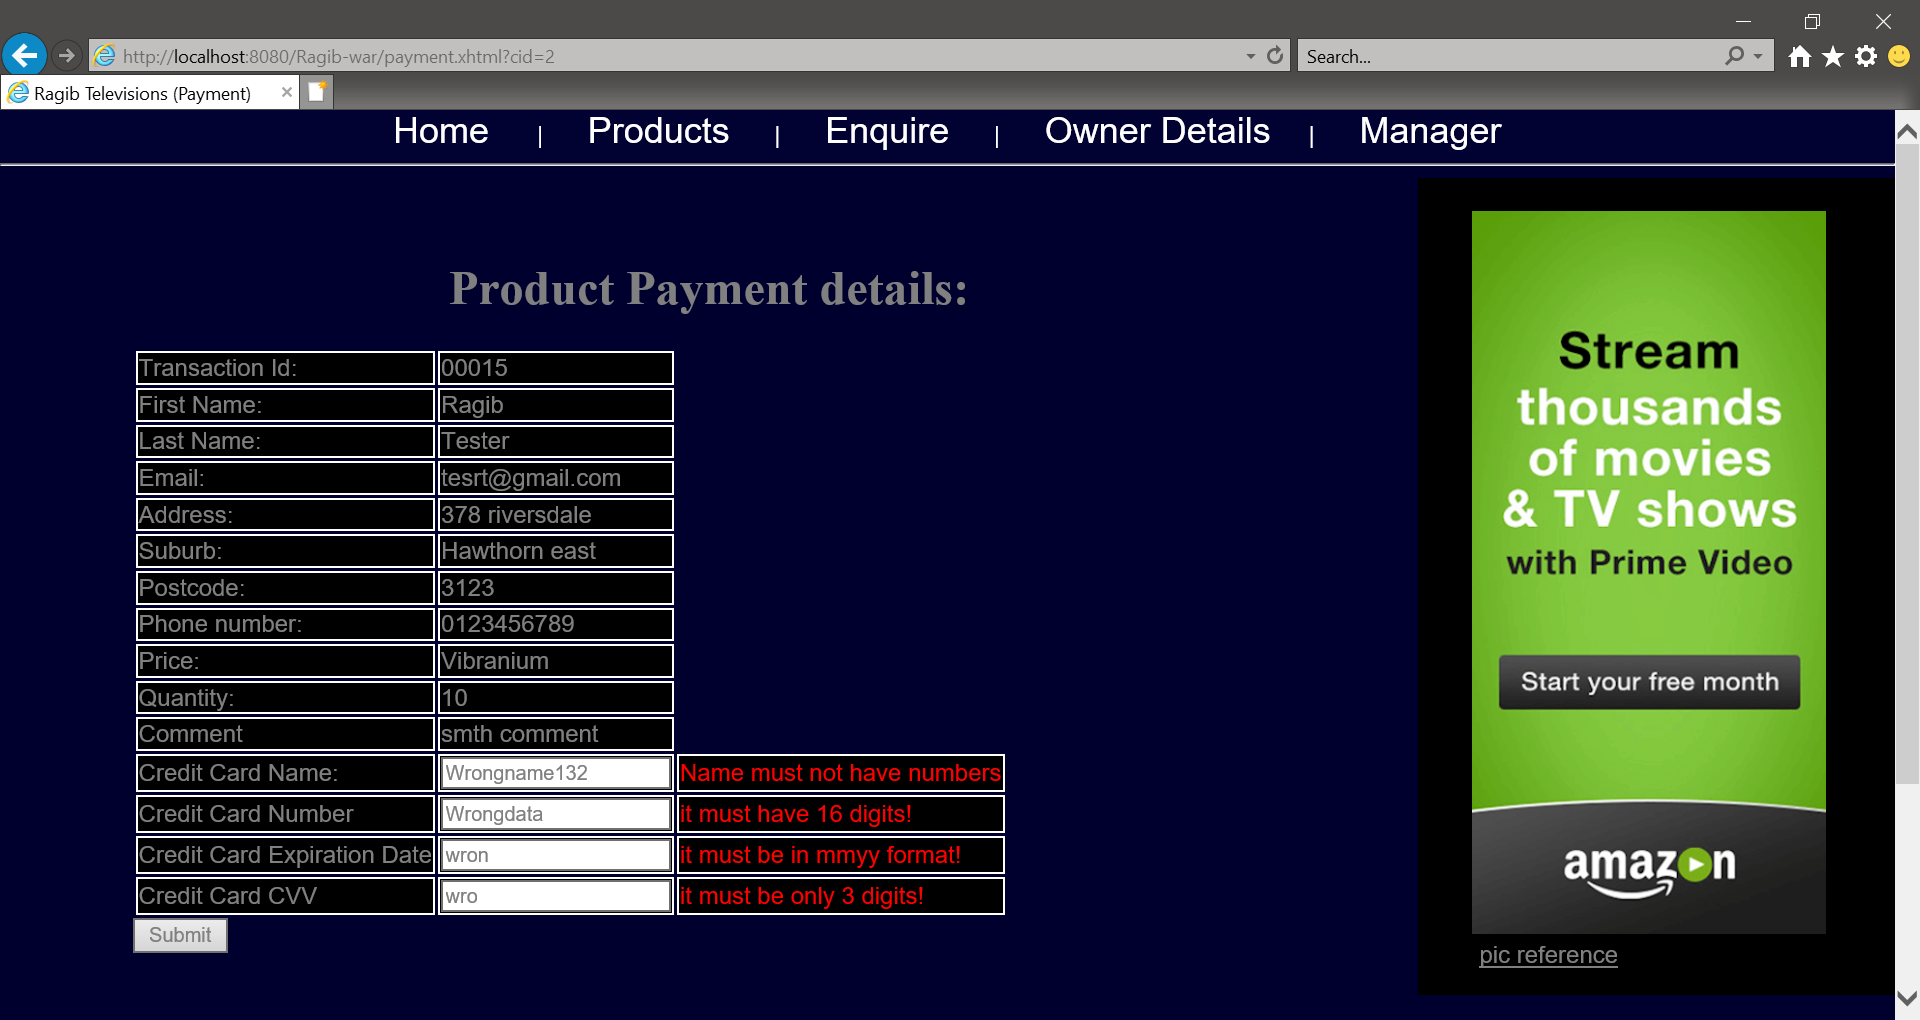 http://localhost:8080/Ragib-war/payment.xhtml?cid=2
Search...
Ragib Televisions (Payment)
Home | Products | Enquire | Owner Details | Manager
Product Payment details:
Transaction Id: 00015
First Name: Ragib
Last Name: Tester
Email: tesrt@gmail.com
Address: 378 riversdale
Suburb: Hawthorn east
Postcode: 3123
Phone number: 0123456789
Price: Vibranium
Quantity: 10
Comment smth comment
Credit Card Name: Wrongname132 Name must not have numbers
Credit Card Number Wrongdata it must have 16 digits!
Credit Card Expiration Date wron it must be in mmyy format!
Credit Card CVV wro it must be only 3 digits!
Submit
Stream
thousands
of movies
& TV shows
with Prime Video
Start your free month
amazon
pic reference